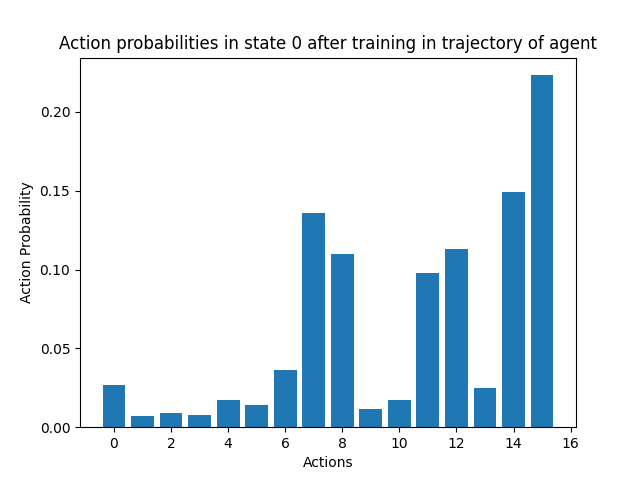 Action probabilities in state 0 after training in trajectory of agent
0.20
0.15
0.10
0.05
0.00
Action Probability
0 2 4 6 8 10 12 14 16
Actions